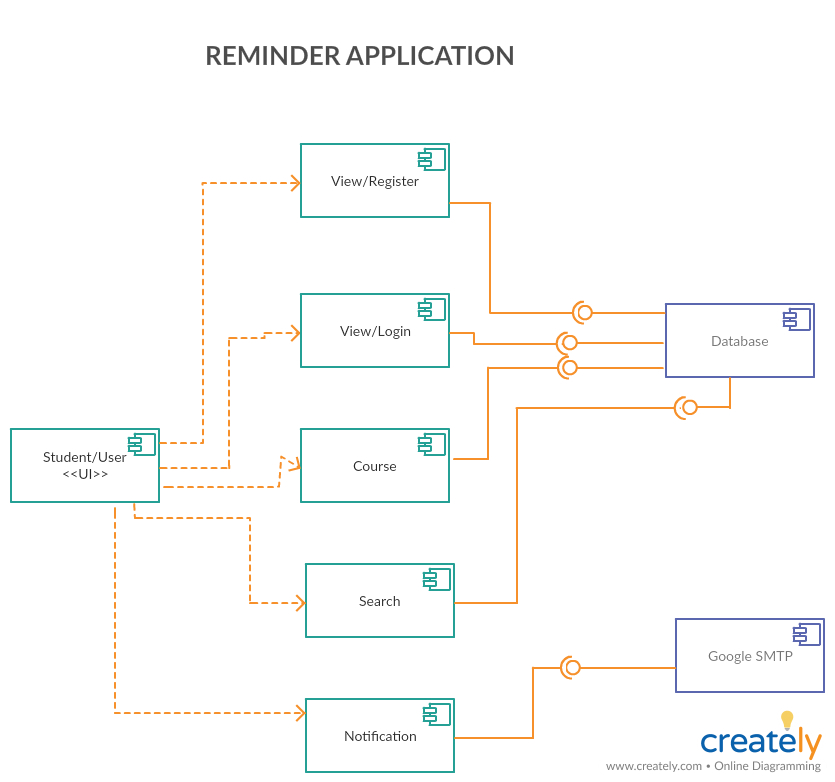 REMINDER APPLICATION
View/Register
View/Login
Database
Student/User
<<UI>>
Course
Search
Google SMTP
Notification
creately
www.creately.com • Online Diagramming